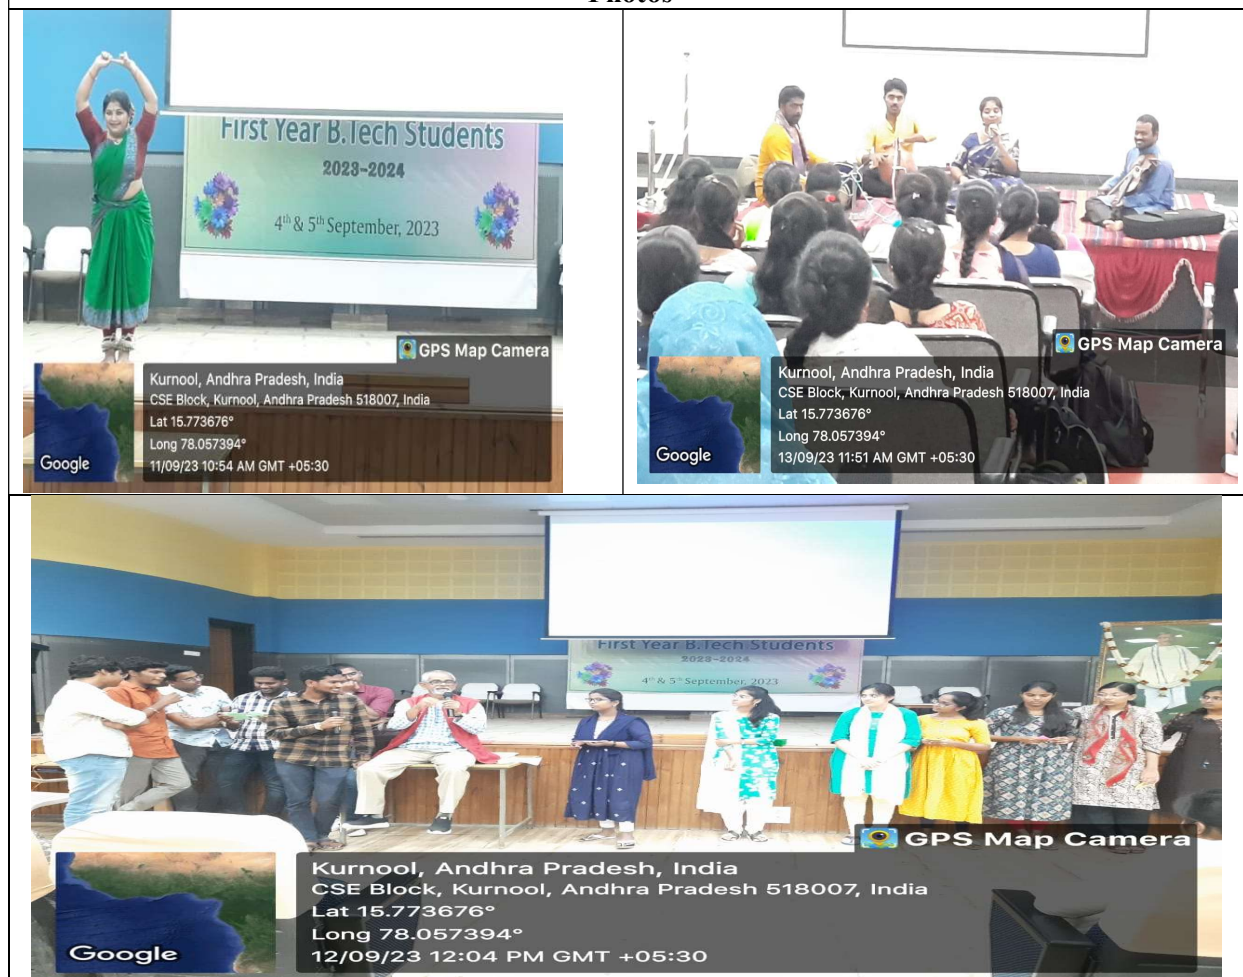 Photos
First Year B.Tech Students
2023-2024
4th & 5th September, 2023
GPS Map Camera
Kurnool, Andhra Pradesh, India
CSE Block, Kurnool, Andhra Pradesh 518007, India
Lat 15.773676°
Long 78.057394°
11/09/23 10:54 AM GMT +05:30
Google
GPS Map Camera
Kurnool, Andhra Pradesh, India
CSE Block, Kurnool, Andhra Pradesh 518007, India
Lat 15.773676°
Long 78.057394°
13/09/23 11:51 AM GMT +05:30
Google
First Year B.Tech Students
2023-2024
4th & 5th September, 2023
GPS Map Camera
Kurnool, Andhra Pradesh, India
CSE Block, Kurnool, Andhra Pradesh 518007, India
Lat 15.773676°
Long 78.057394°
12/09/23 12:04 PM GMT +05:30
Google